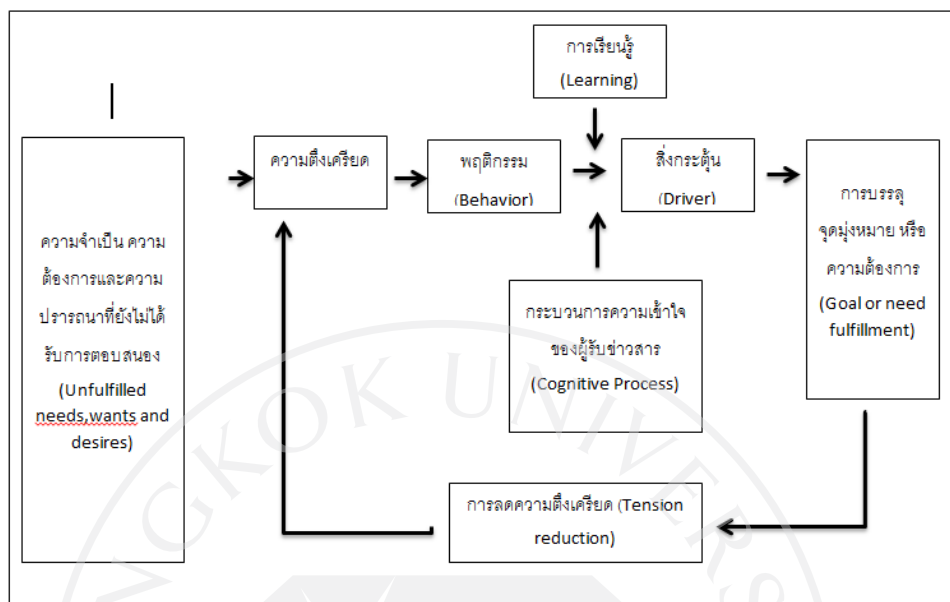 การเรียนรู้
(Learning)
ความตึงเครียด
พฤติกรรม
(Behavior)
สิ่งกระตุ้น
(Driver)
การบรรลุ
จุดมุ่งหมาย หรือ
ความต้องการ
(Goal or need
fulfillment)
ความจำเป็น ความ
ต้องการและความ
ปรารถนาที่ยังไม่ได้
รับการตอบสนอง
(Unfulfilled
needs,wants and
desires)
กระบวนการความเข้าใจ
ของผู้รับข่าวสาร
(Cognitive Process)
การลดความตึงเครียด (Tension
reduction)
NGKOK UNIVERS